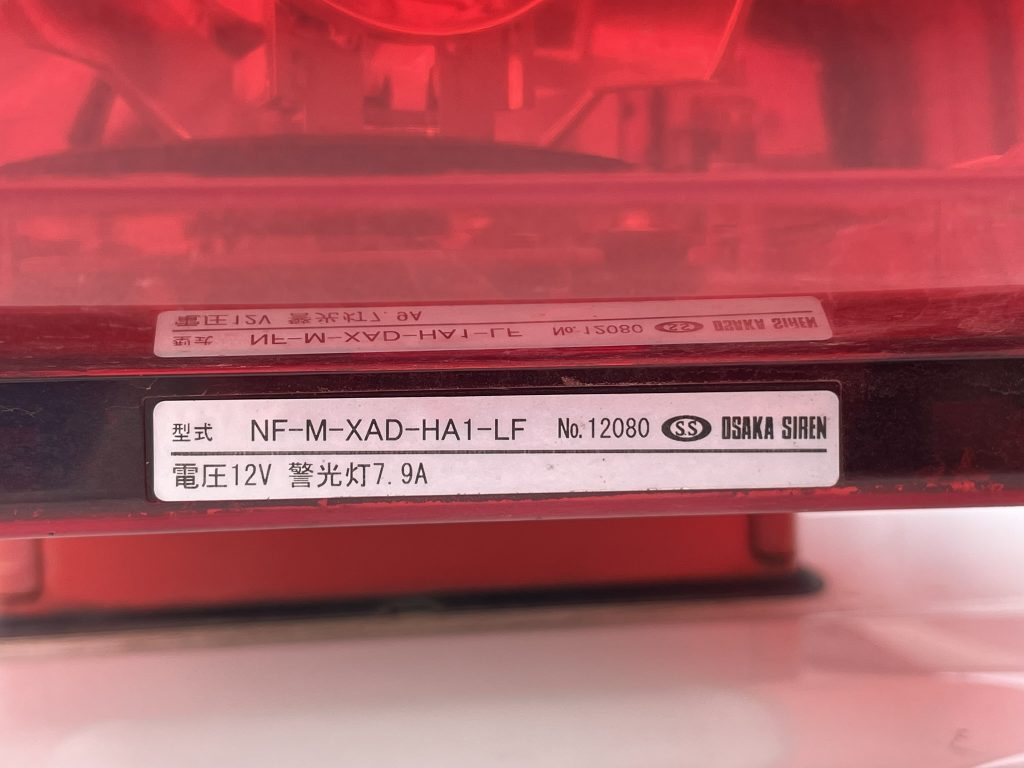 型式 NF-M-XAD-HA1-LF No.12080 SS OSAKA SIREN
電圧12V 警光灯7.9A